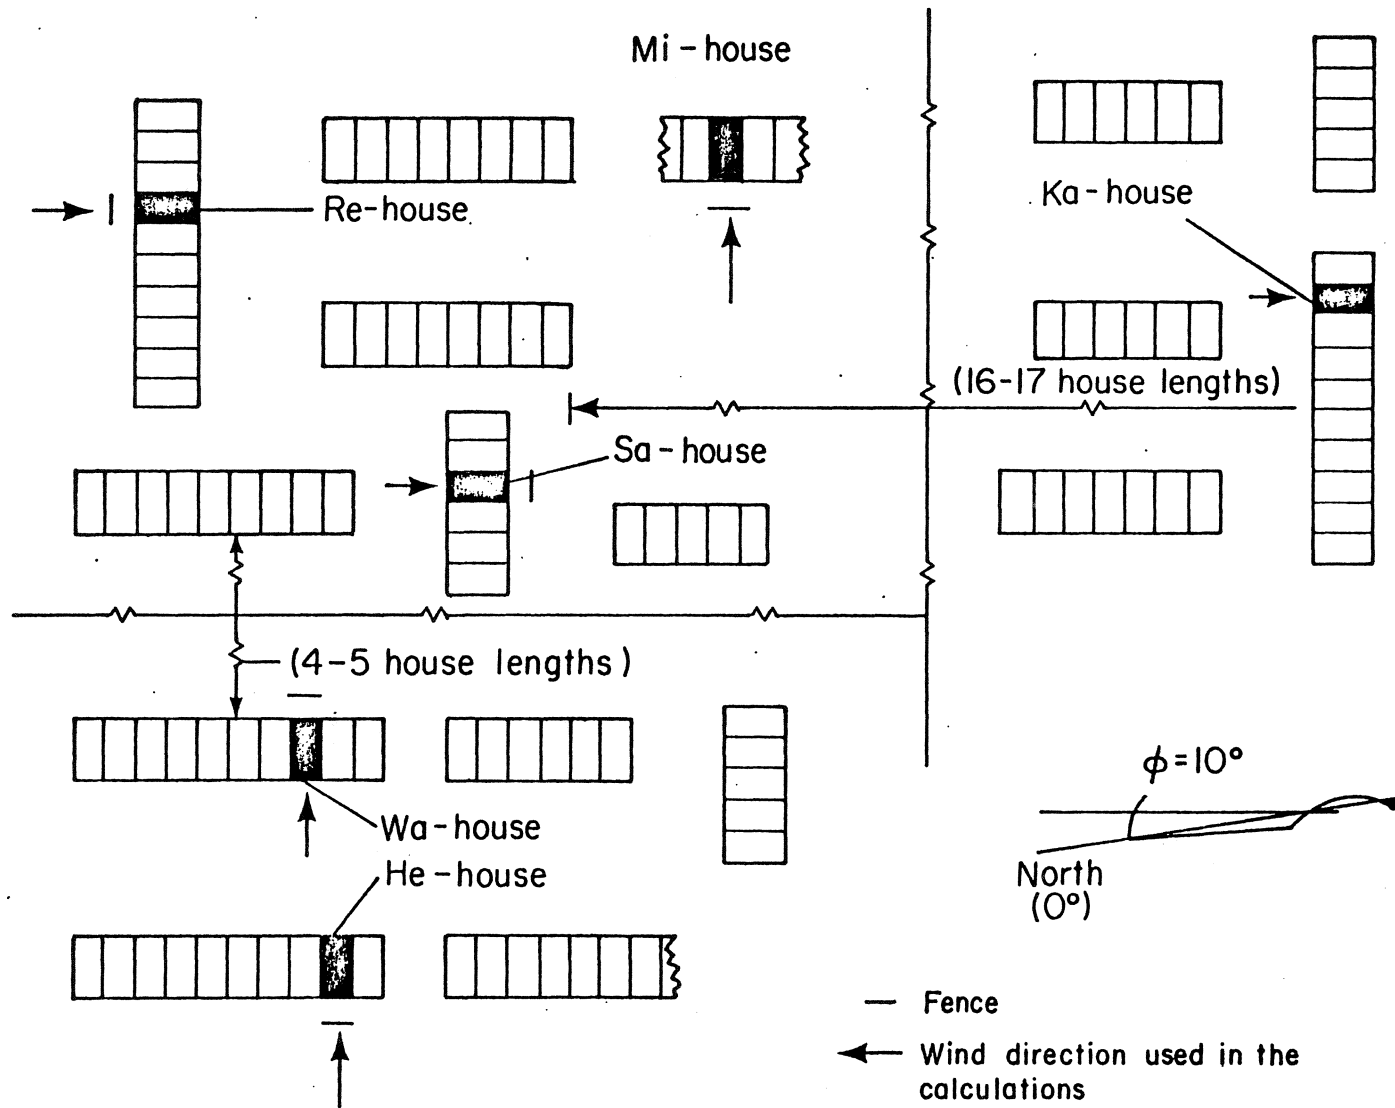 Mi-house
Re-house
Ka-house
(16-17 house lengths)
Sa-house
(4-5 house lengths)
Wa-house
He-house
φ=10°
North
(0°)
Fence
Wind direction used in the
calculations